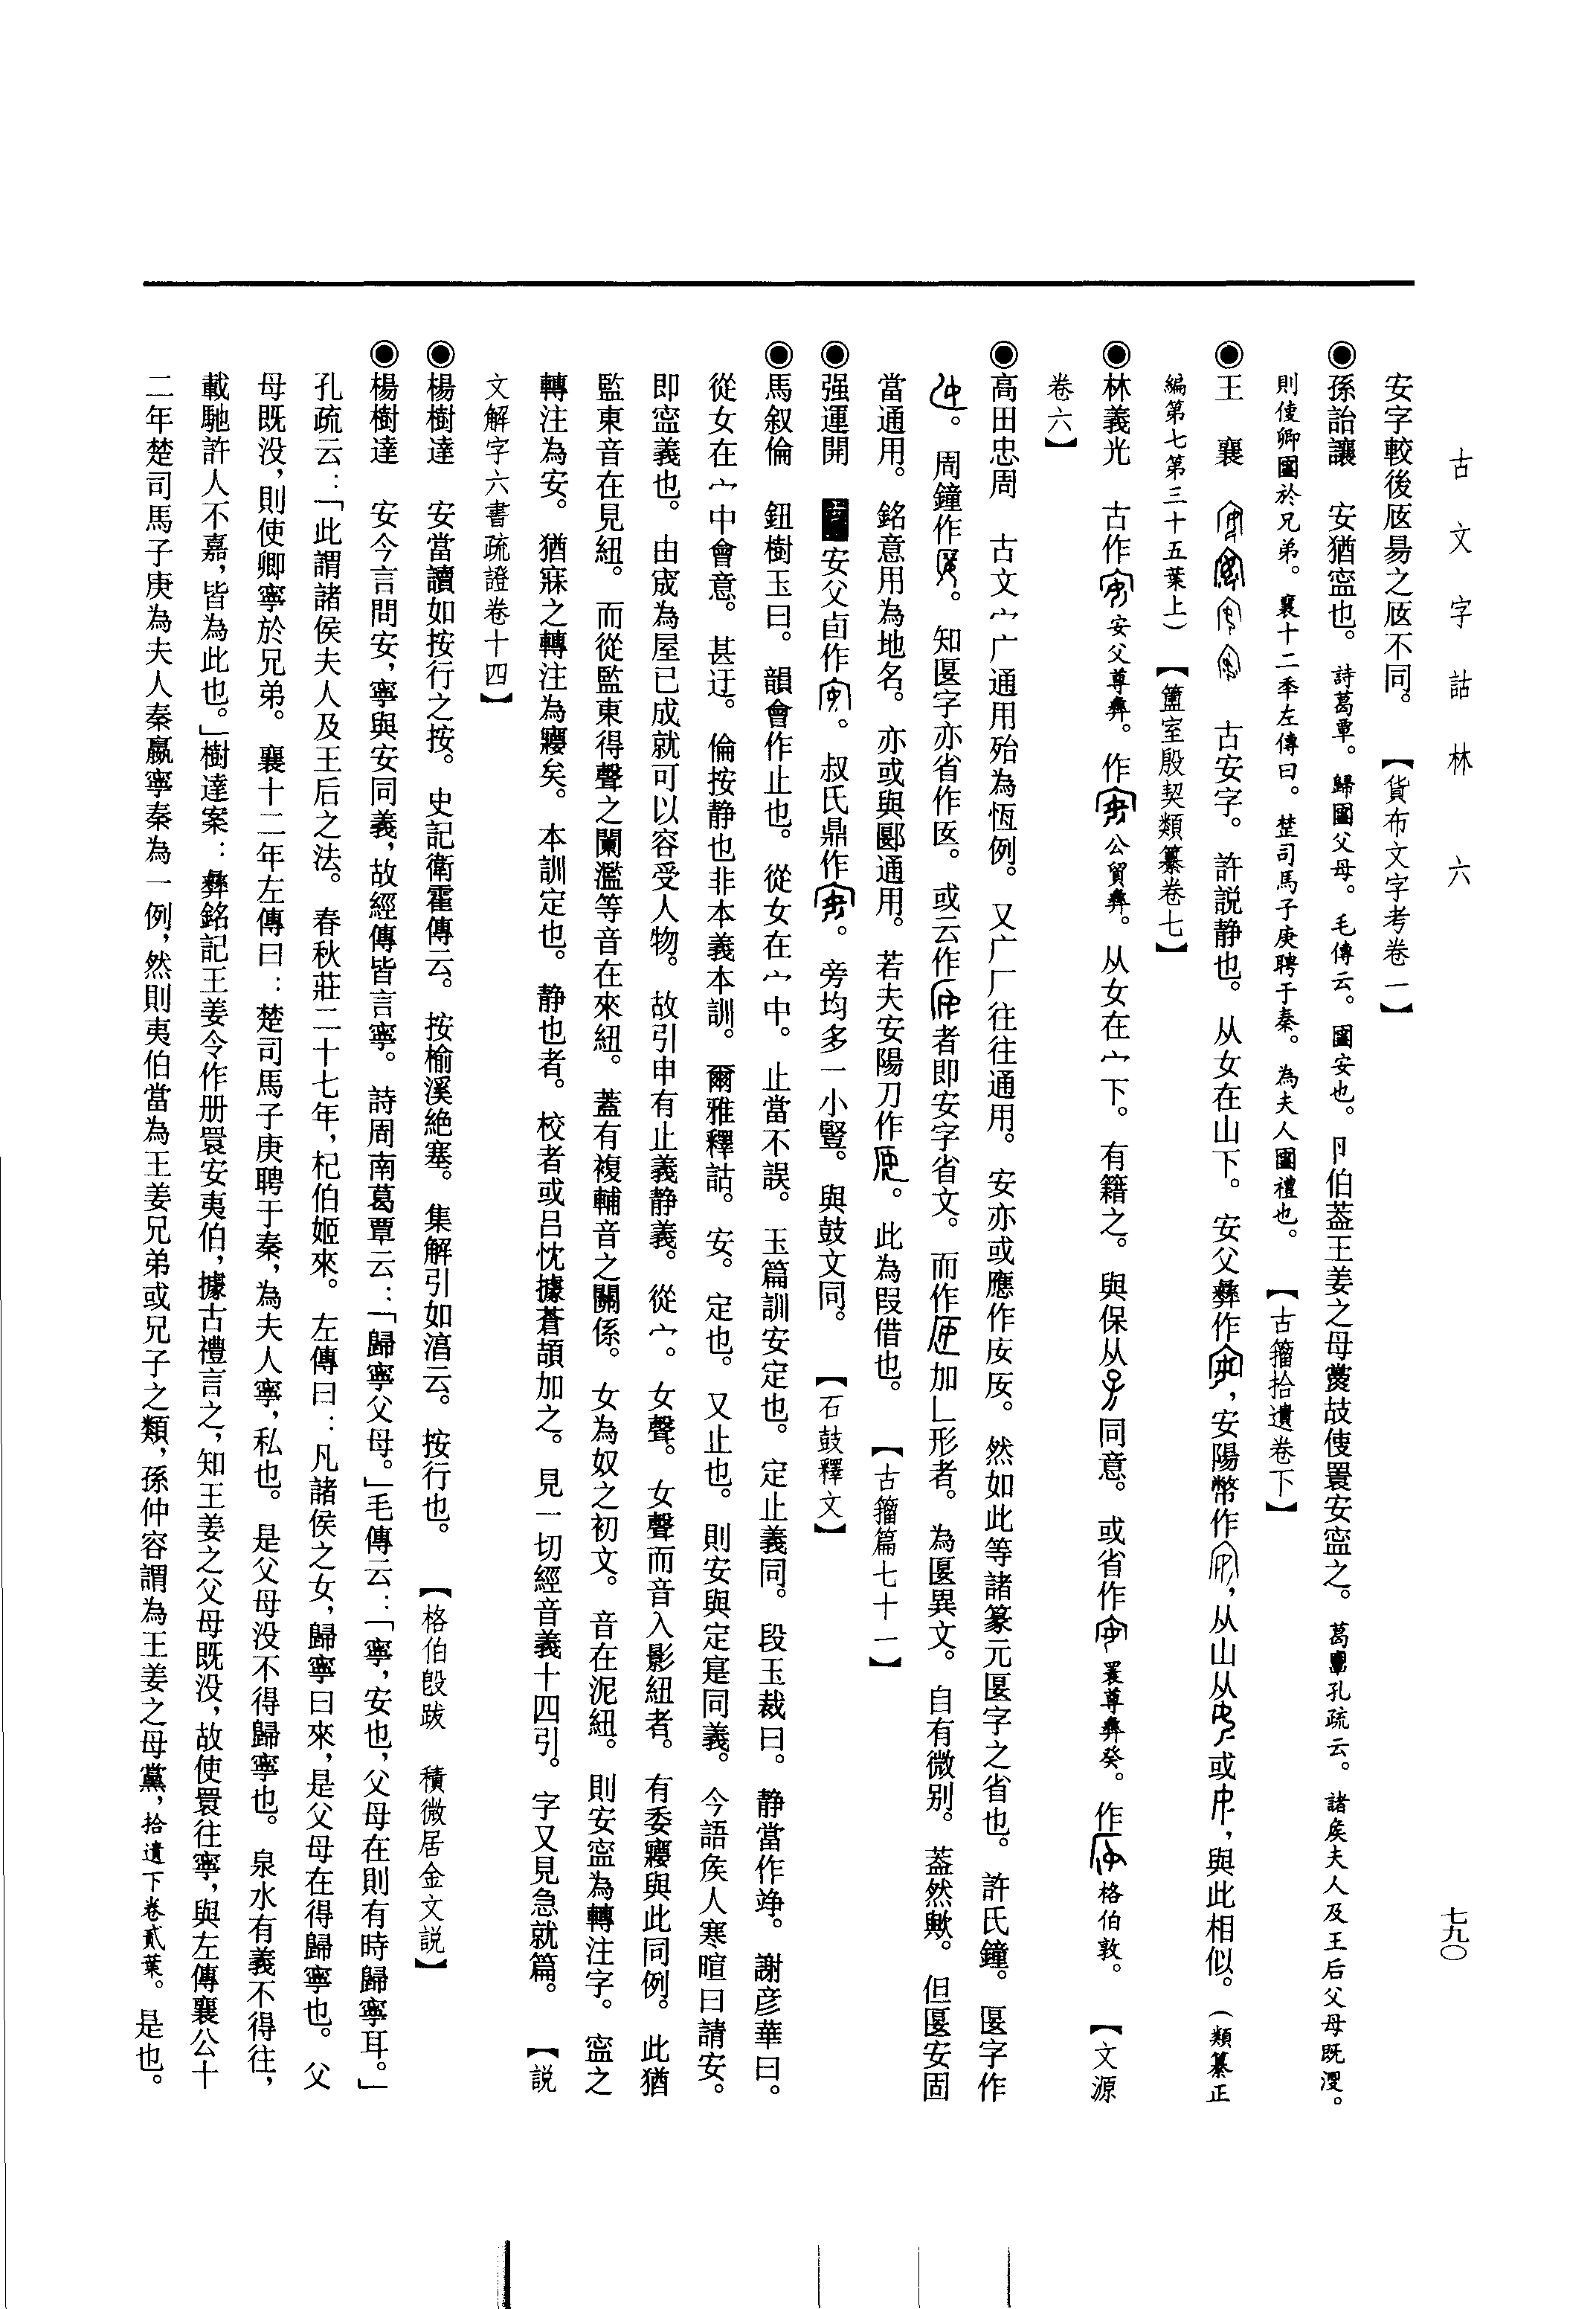 古文字詁林 六
七九〇
安字較後㡴昜之㡴不同。 【貨布文字考卷一】
◉孫詒讓 安猶寍也。詩葛覃。歸寍父母。毛傳云。寍安也。伯葢王姜之母黨故使睘安寍之。葛覃孔疏云。諸矦夫人及王后父母既没。
則使卿寍於兄弟。襄十二季左傳曰。楚司馬子庚聘于秦。為夫人寍禮也。 【古籀拾遺卷下】
◉王 襄 古安字。許説静也。从女在山下。安父彝作,安陽幣作,从山从或,與此相似。(類纂正
編第七第三十五葉上) 【簠室殷契類纂卷七】
◉林義光 古作安父尊彝。作公貿彝。从女在宀下。有籍之。與保从同意。或省作睘尊彝癸。作格伯敦。 【文源
卷六】
◉高田忠周 古文宀广通用殆為恆例。又广厂往往通用。安亦或應作㡴㡴。然如此等諸篆元匽字之省也。許氏鐘。匽字作
。周鐘作。知匽字亦省作匞。或云作者即安字省文。而作加乚形者。為匽異文。自有微别。葢然歟。但匽安固
當通用。銘意用為地名。亦或與郾通用。若夫安陽刀作。此為叚借也。 【古籀篇七十一】
◉强運開 安父卣作。叔氏鼎作。旁均多一小豎。與鼓文同。 【石鼓釋文】
◉馬叙倫 鈕樹玉曰。韻會作止也。從女在宀中。止當不誤。玉篇訓安定也。定止義同。段玉裁曰。静當作竫。謝彦華曰。
從女在宀中會意。甚迂。倫按静也非本義本訓。爾雅釋詁。安。定也。又止也。則安與定寔同義。今語矦人寒暄曰請安。
即寍義也。由宬為屋已成就可以容受人物。故引申有止義静義。從宀。女聲。女聲而音入影紐者。有委㝱與此同例。此猶
監東音在見紐。而從監東得聲之闌濫等音在來紐。蓋有複輔音之關係。女為奴之初文。音在泥紐。則安寍為轉注字。寍之
轉注為安。猶寐之轉注為㝱矣。本訓定也。静也者。校者或呂忱據蒼頡加之。見一切經音義十四引。字又見急就篇。 【説
文解字六書疏證卷十四】
◉楊樹達 安當讀如按行之按。史記衛霍傳云。按榆溪絶塞。集解引如湻云。按行也。 【格伯𣪘跋 積微居金文説】
◉楊樹達 安今言問安,寧與安同義,故經傳皆言寧。詩周南葛覃云:「歸寧父母。」毛傳云:「寧,安也,父母在則有時歸寧耳。」
孔疏云:「此謂諸侯夫人及王后之法。春秋莊二十七年,杞伯姬來。左傳曰:凡諸侯之女,歸寧曰來,是父母在得歸寧也。父
母既没,則使卿寧於兄弟。襄十二年左傳曰:楚司馬子庚聘于秦,為夫人寧,私也。是父母没不得歸寧也。泉水有義不得往,
載馳許人不嘉,皆為此也。」樹達案:彝銘記王姜令作册睘安夷伯,據古禮言之,知王姜之父母既没,故使睘往寧,與左傳襄公十
二年楚司馬子庚為夫人秦嬴寧秦為一例,然則夷伯當為王姜兄弟或兄子之類,孫仲容謂為王姜之母黨,拾遺下卷貳葉。是也。